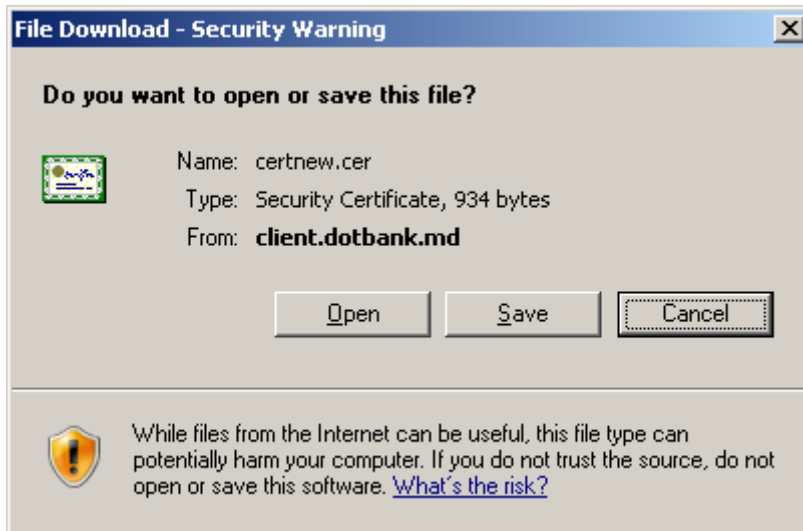 File Download - Security Warning
Do you want to open or save this file?
Name: certnew.cer
Type: Security Certificate, 934 bytes
From: client.dotbank.md
Open Save Cancel
While files from the Internet can be useful, this file type can
potentially harm your computer. If you do not trust the source, do not
open or save this software. What's the risk?